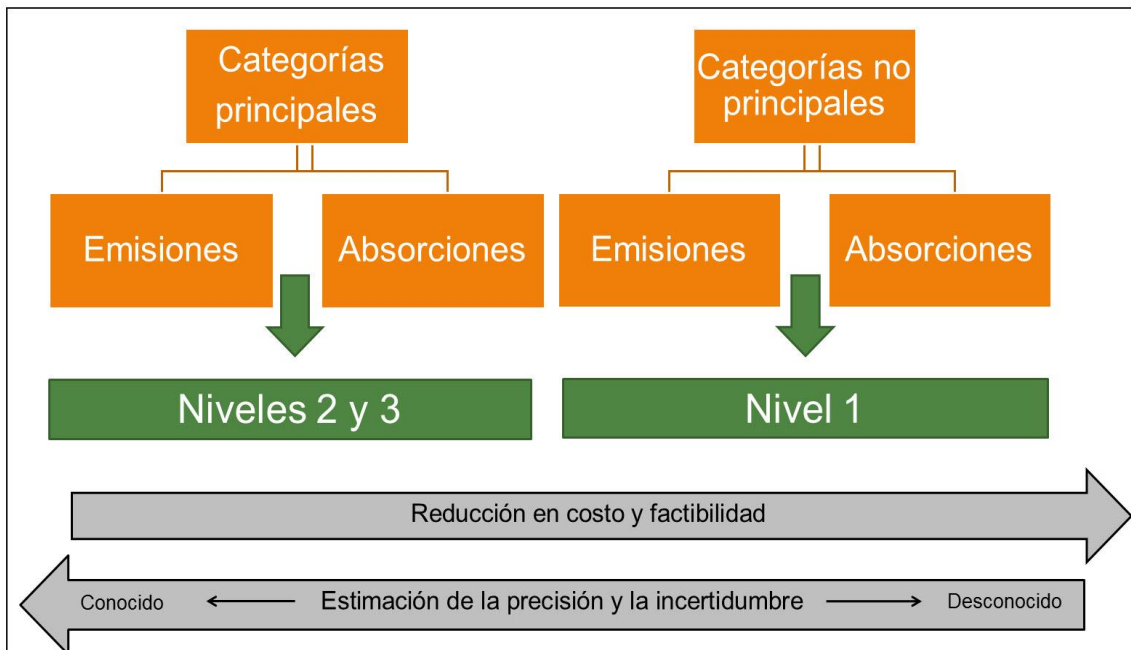 Categorías
principales
Categorías no
principales
Emisiones
Absorciones
Emisiones
Absorciones
Niveles 2 y 3
Nivel 1
Reducción en costo y factibilidad
Conocido
Estimación de la precisión y la incertidumbre
Desconocido